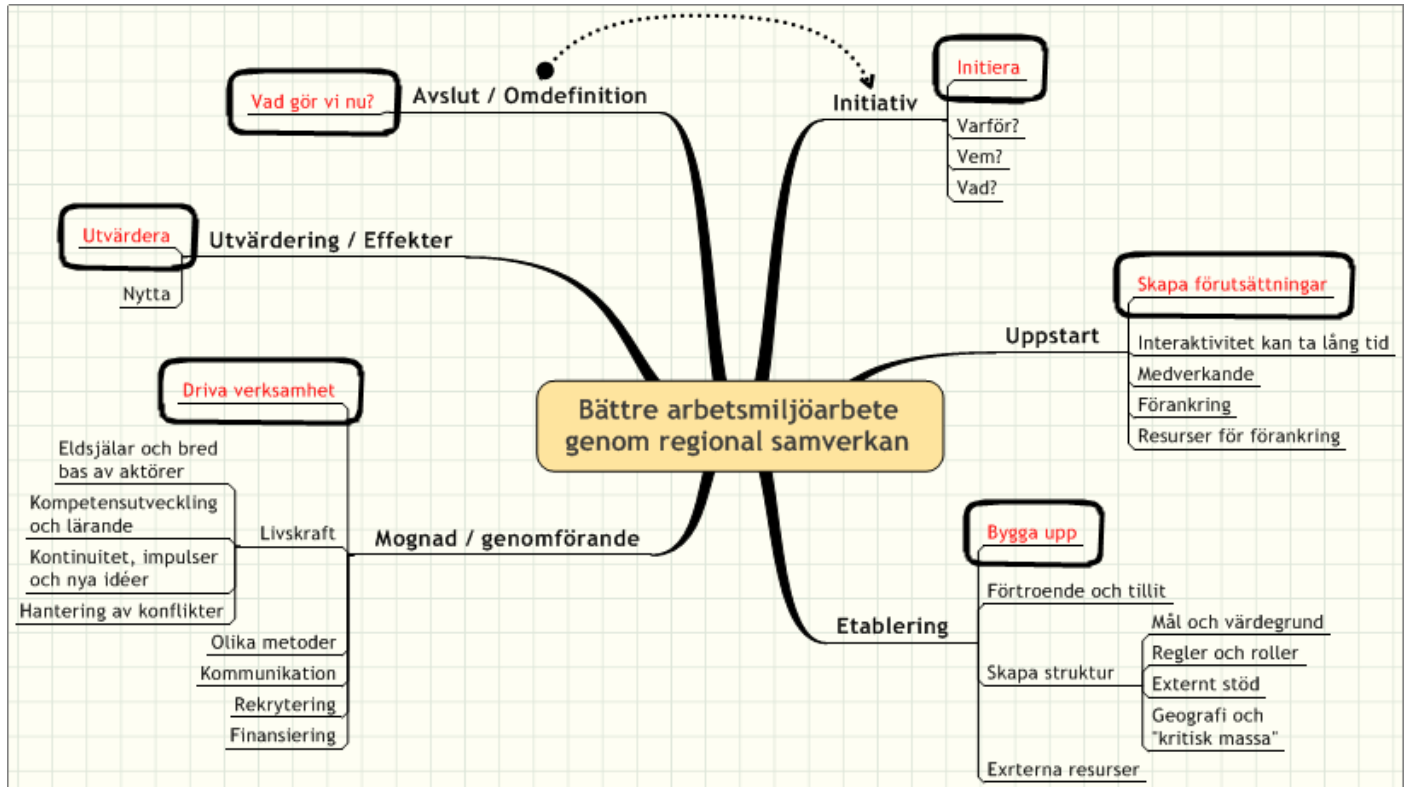 Bättre arbetsmiljöarbete
genom regional samverkan
Initiativ
Initiera
Varför?
Vem?
Vad?
Uppstart
Skapa förutsättningar
Interaktivitet kan ta lång tid
Medverkande
Förankring
Resurser för förankring
Etablering
Bygga upp
Förtroende och tillit
Skapa struktur
Mål och värdegrund
Regler och roller
Externt stöd
Geografi och
"kritisk massa"
Exrterna resurser
Mognad / genomförande
Driva verksamhet
Livskraft
Eldsjälar och bred
bas av aktörer
Kompetensutveckling
och lärande
Kontinuitet, impulser
och nya idéer
Hantering av konflikter
Olika metoder
Kommunikation
Rekrytering
Finansiering
Utvärdering / Effekter
Utvärdera
Nytta
Avslut / Omdefinition
Vad gör vi nu?